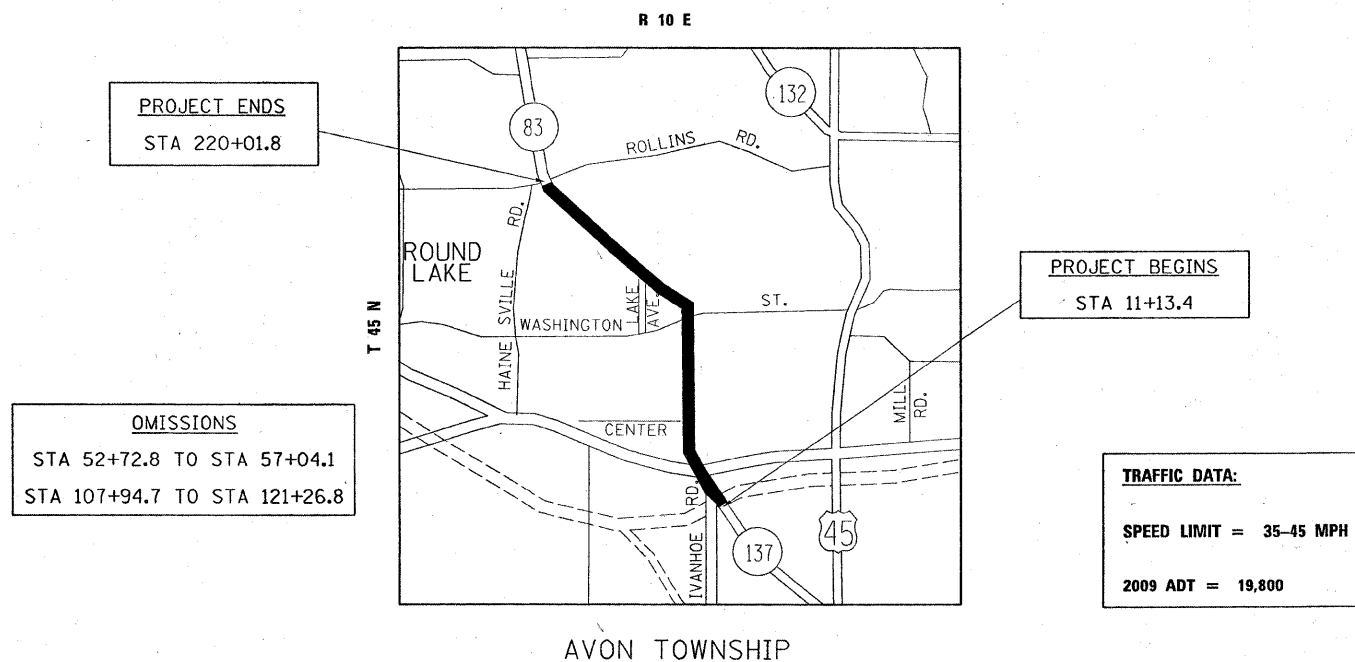 R 10 E
PROJECT ENDS
STA 220+01.8
83
132
ROLLINS RD.
ROUND
LAKE
HAINE SVILLE RD.
T 45 N
LAKE
AVE.
WASHINGTON ST.
PROJECT BEGINS
STA 11+13.4
MILL
RD.
CENTER
OMISSIONS
STA 52+72.8 TO STA 57+04.1
STA 107+94.7 TO STA 121+26.8
IVANHOE RD.
137
45
TRAFFIC DATA:
SPEED LIMIT = 35-45 MPH
2009 ADT = 19,800
AVON TOWNSHIP